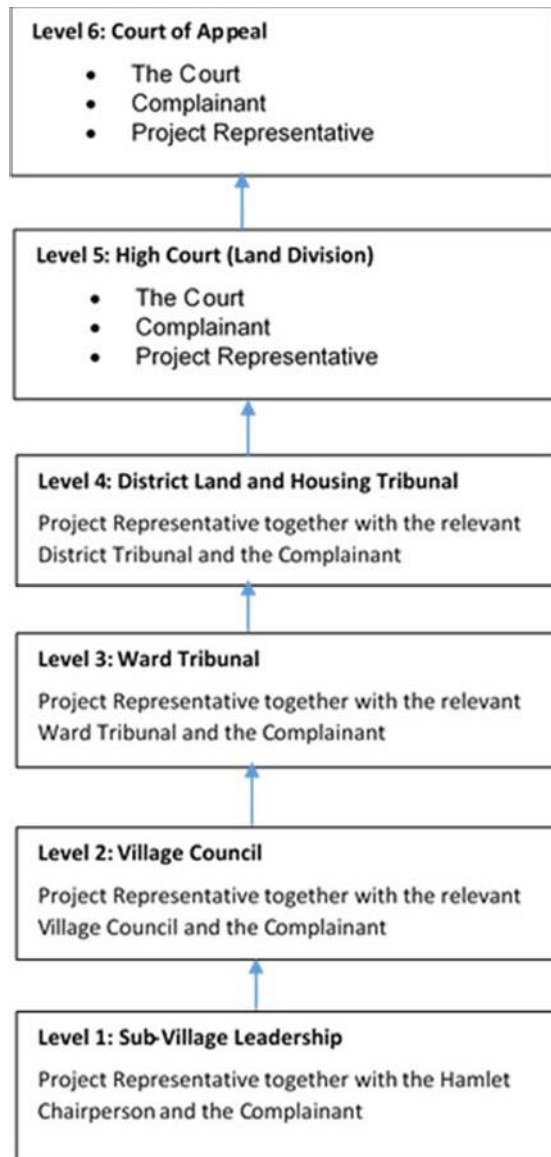 Level 6: Court of Appeal
• The Court
• Complainant
• Project Representative
Level 5: High Court (Land Division)
• The Court
• Complainant
• Project Representative
Level 4: District Land and Housing Tribunal
Project Representative together with the relevant
District Tribunal and the Complainant
Level 3: Ward Tribunal
Project Representative together with the relevant
Ward Tribunal and the Complainant
Level 2: Village Council
Project Representative together with the relevant
Village Council and the Complainant
Level 1: Sub-Village Leadership
Project Representative together with the Hamlet
Chairperson and the Complainant